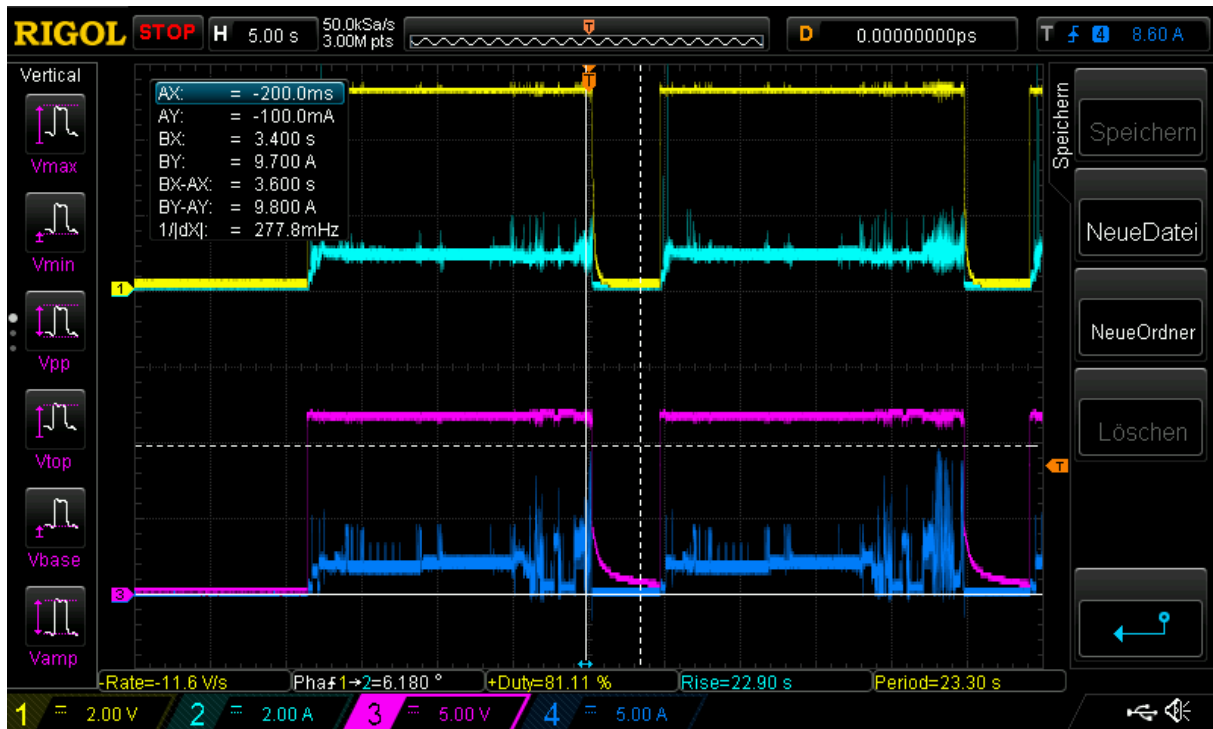 RIGOL STOP H 5.00 s 50.0kSa/s 3.00M pts T D 0.00000000ps T 4 8.60 A
Vertical
Vmax
Vmin
Vpp
Vtop
Vbase
Vamp
AX: = -200.0ms
AY: = -100.0mA
BX: = 3.400 s
BY: = 9.700 A
BX-AX: = 3.600 s
BY-AY: = 9.800 A
1/|dX|: = 277.8mHz
T
1
3
T
Speichern
Speichern
NeueDatei
NeueOrdner
Löschen
-Rate=-11.6 V/s Pha⨍1→2=6.180 ° +Duty=81.11 % Rise=22.90 s Period=23.30 s
1 = 2.00 V 2 = 2.00 A 3 = 5.00 V 4 = 5.00 A